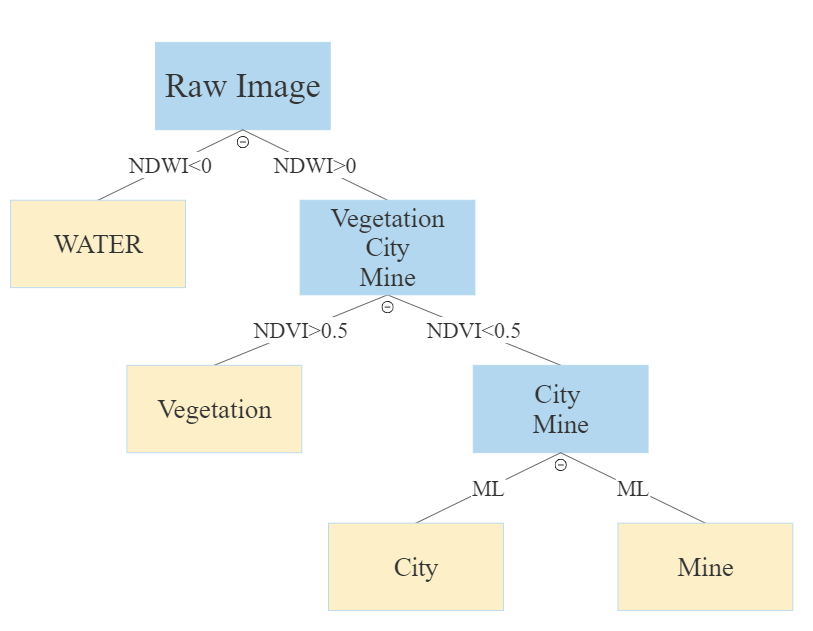 Raw Image
NDWI<0
NDWI>0
WATER
Vegetation
City
Mine
NDVI>0.5
NDVI<0.5
Vegetation
City
Mine
ML
ML
City
Mine